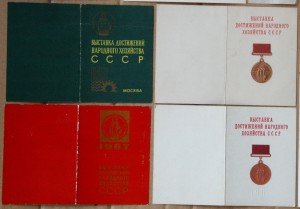 ВЫСТАВКА ДОСТИЖЕНИЙ
НАРОДНОГО ХОЗЯЙСТВА
СССР
МОСКВА
ВЫСТАВКА
ДОСТИЖЕНИЙ НАРОДНОГО
ХОЗЯЙСТВА СССР
1967
ВЫСТАВКА
ДОСТИЖЕНИЙ НАРОДНОГО
ХОЗЯЙСТВА СССР